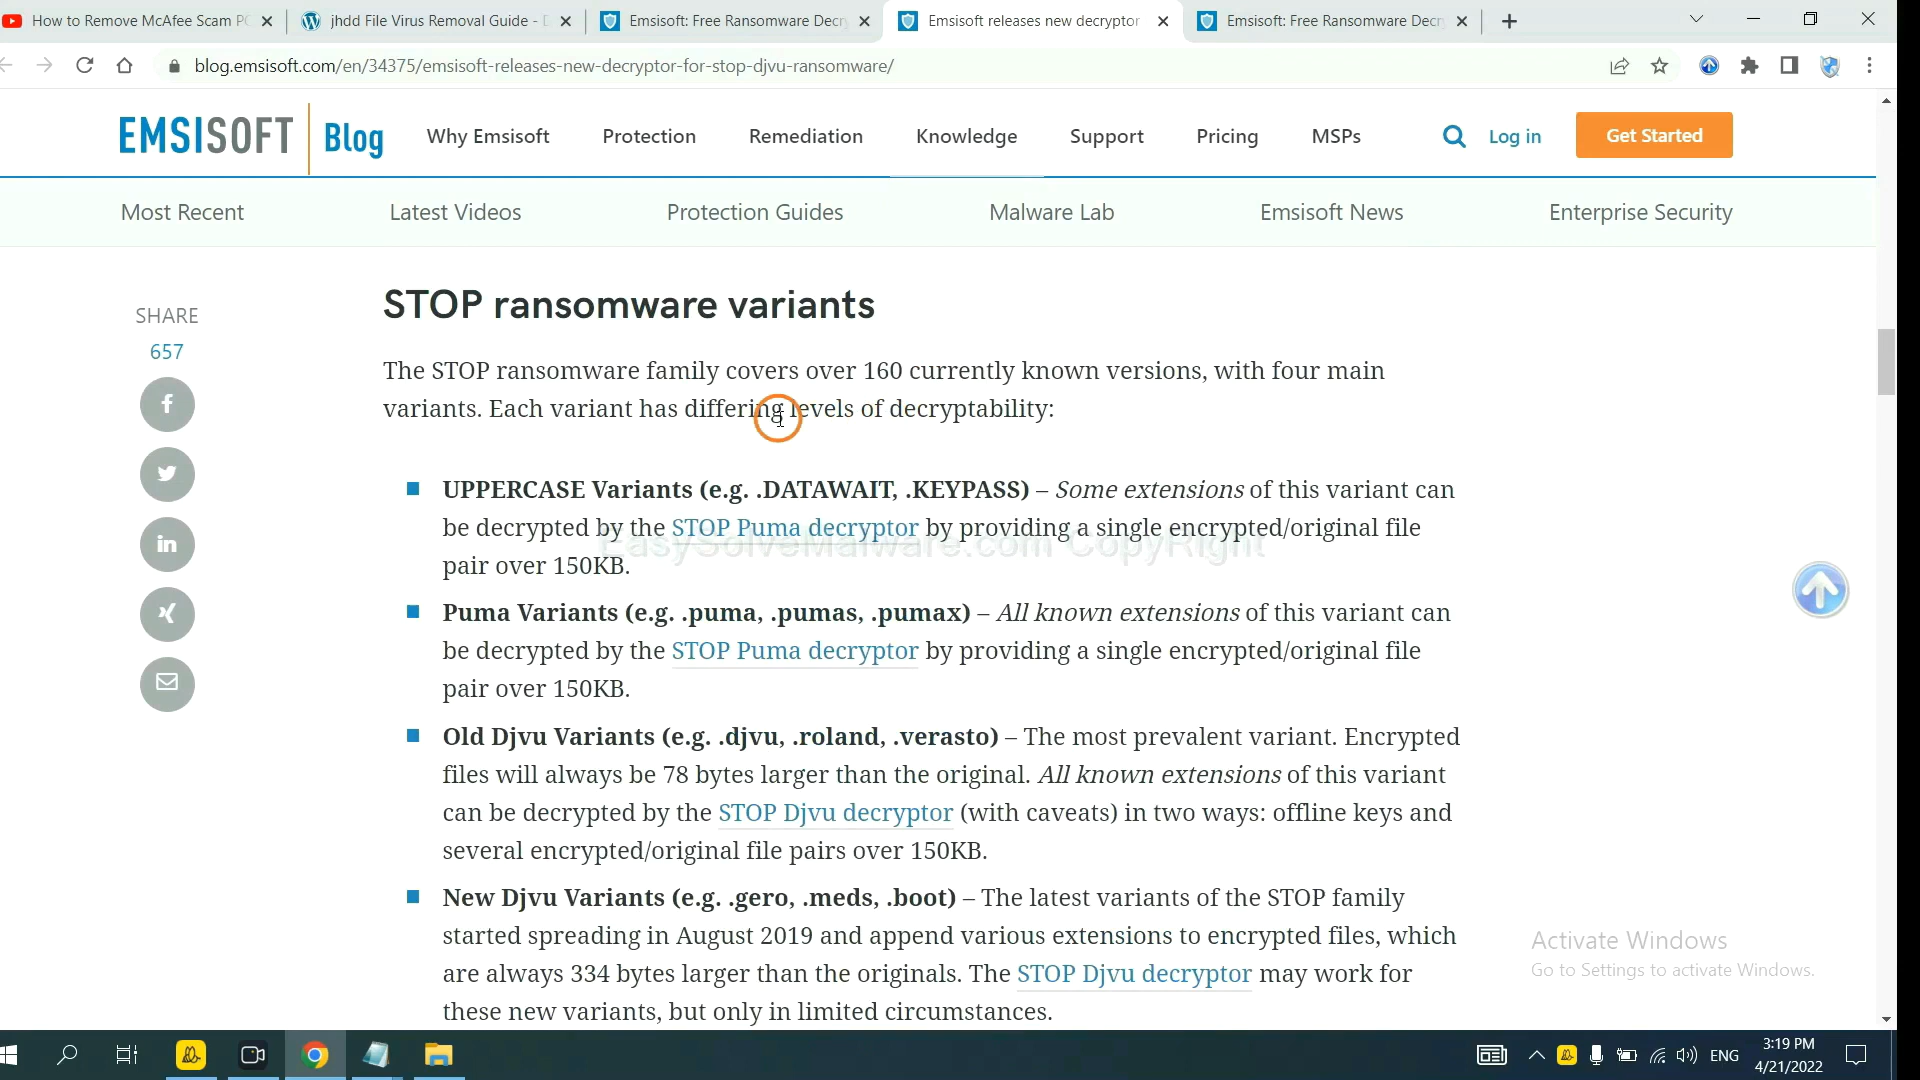 How to Remove McAfee Scam P
jhdd File Virus Removal Guide - D
Emsisoft: Free Ransomware Decr
Emsisoft releases new decryptor
Emsisoft: Free Ransomware Decr
blog.emsisoft.com/en/34375/emsisoft-releases-new-decryptor-for-stop-djvu-ransomware/
EMSISOFT Blog
Why Emsisoft
Protection
Remediation
Knowledge
Support
Pricing
MSPs
Log in
Get Started
Most Recent
Latest Videos
Protection Guides
Malware Lab
Emsisoft News
Enterprise Security
SHARE
657
STOP ransomware variants
The STOP ransomware family covers over 160 currently known versions, with four main
variants. Each variant has differing levels of decryptability:
UPPERCASE Variants (e.g. .DATAWAIT, .KEYPASS) – Some extensions of this variant can
be decrypted by the STOP Puma decryptor by providing a single encrypted/original file
EasySolveMalware.com CopyRight
pair over 150KB.
Puma Variants (e.g. .puma, .pumas, .pumax) – All known extensions of this variant can
be decrypted by the STOP Puma decryptor by providing a single encrypted/original file
pair over 150KB.
Old Djvu Variants (e.g. .djvu, .roland, .verasto) – The most prevalent variant. Encrypted
files will always be 78 bytes larger than the original. All known extensions of this variant
can be decrypted by the STOP Djvu decryptor (with caveats) in two ways: offline keys and
several encrypted/original file pairs over 150KB.
New Djvu Variants (e.g. .gero, .meds, .boot) – The latest variants of the STOP family
started spreading in August 2019 and append various extensions to encrypted files, which
are always 334 bytes larger than the originals. The STOP Djvu decryptor may work for
these new variants, but only in limited circumstances.
Activate Windows
Go to Settings to activate Windows.
ENG
3:19 PM
4/21/2022